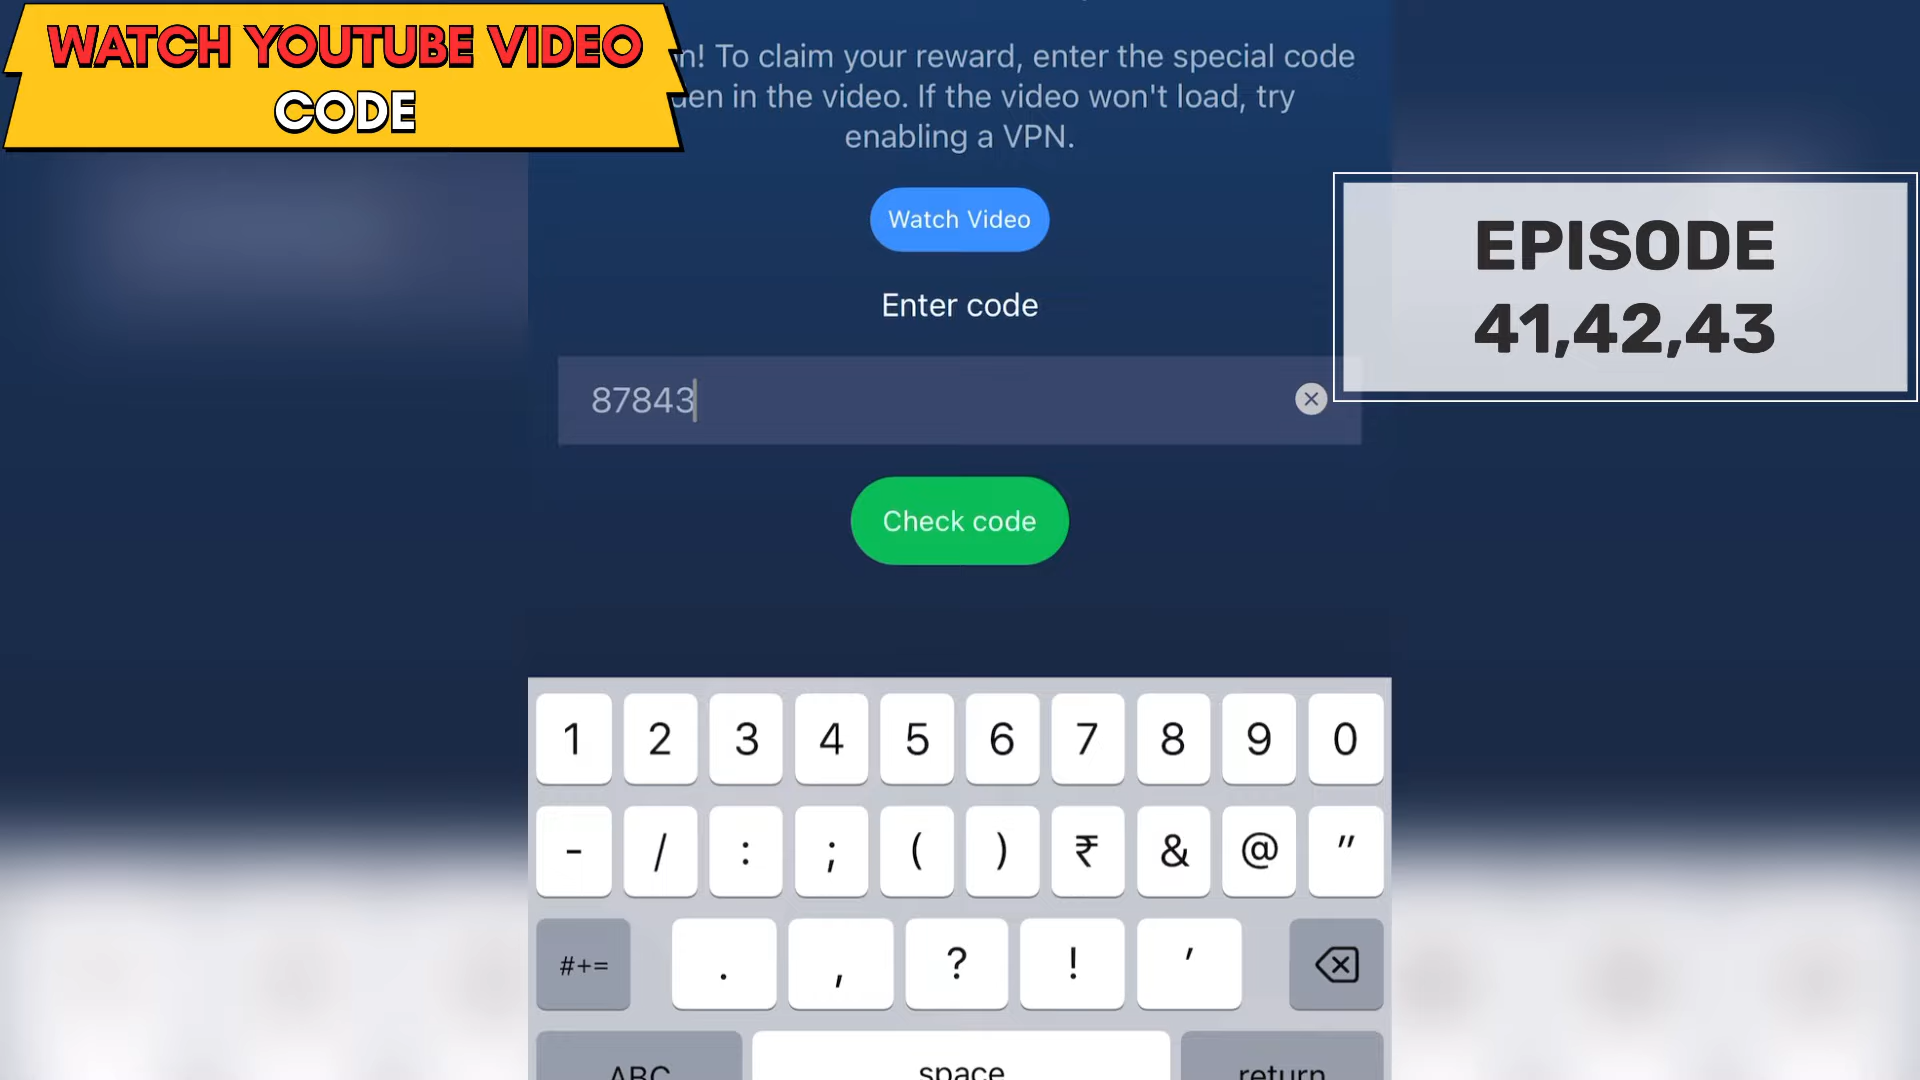 WATCH YOUTUBE VIDEO
CODE
n! To claim your reward, enter the special code
den in the video. If the video won't load, try
enabling a VPN.
Watch Video
EPISODE
41,42,43
Enter code
87843
Check code
1 2 3 4 5 6 7 8 9 0
- / : ; ( ) ₹ & @ "
#+= . , ? ! '
ABC space return